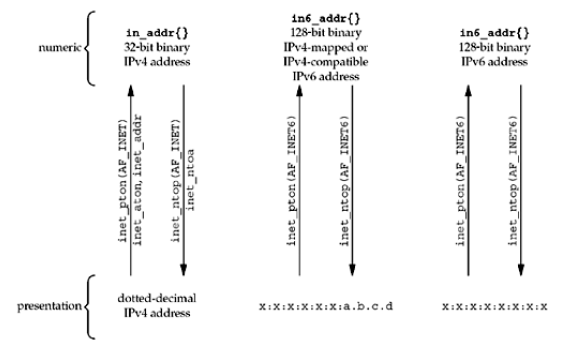 numeric
in_addr{}
32-bit binary
IPv4 address
in6_addr{}
128-bit binary
IPv4-mapped or
IPv4-compatible
IPv6 address
in6_addr{}
128-bit binary
IPv6 address
inet_pton(AF_INET)
inet_aton, inet_addr
inet_ntop(AF_INET)
inet_ntoa
inet_pton(AF_INET6)
inet_ntop(AF_INET6)
inet_pton(AF_INET6)
inet_ntop(AF_INET6)
presentation
dotted-decimal
IPv4 address
x:x:x:x:x:x:a.b.c.d
x:x:x:x:x:x:x:x